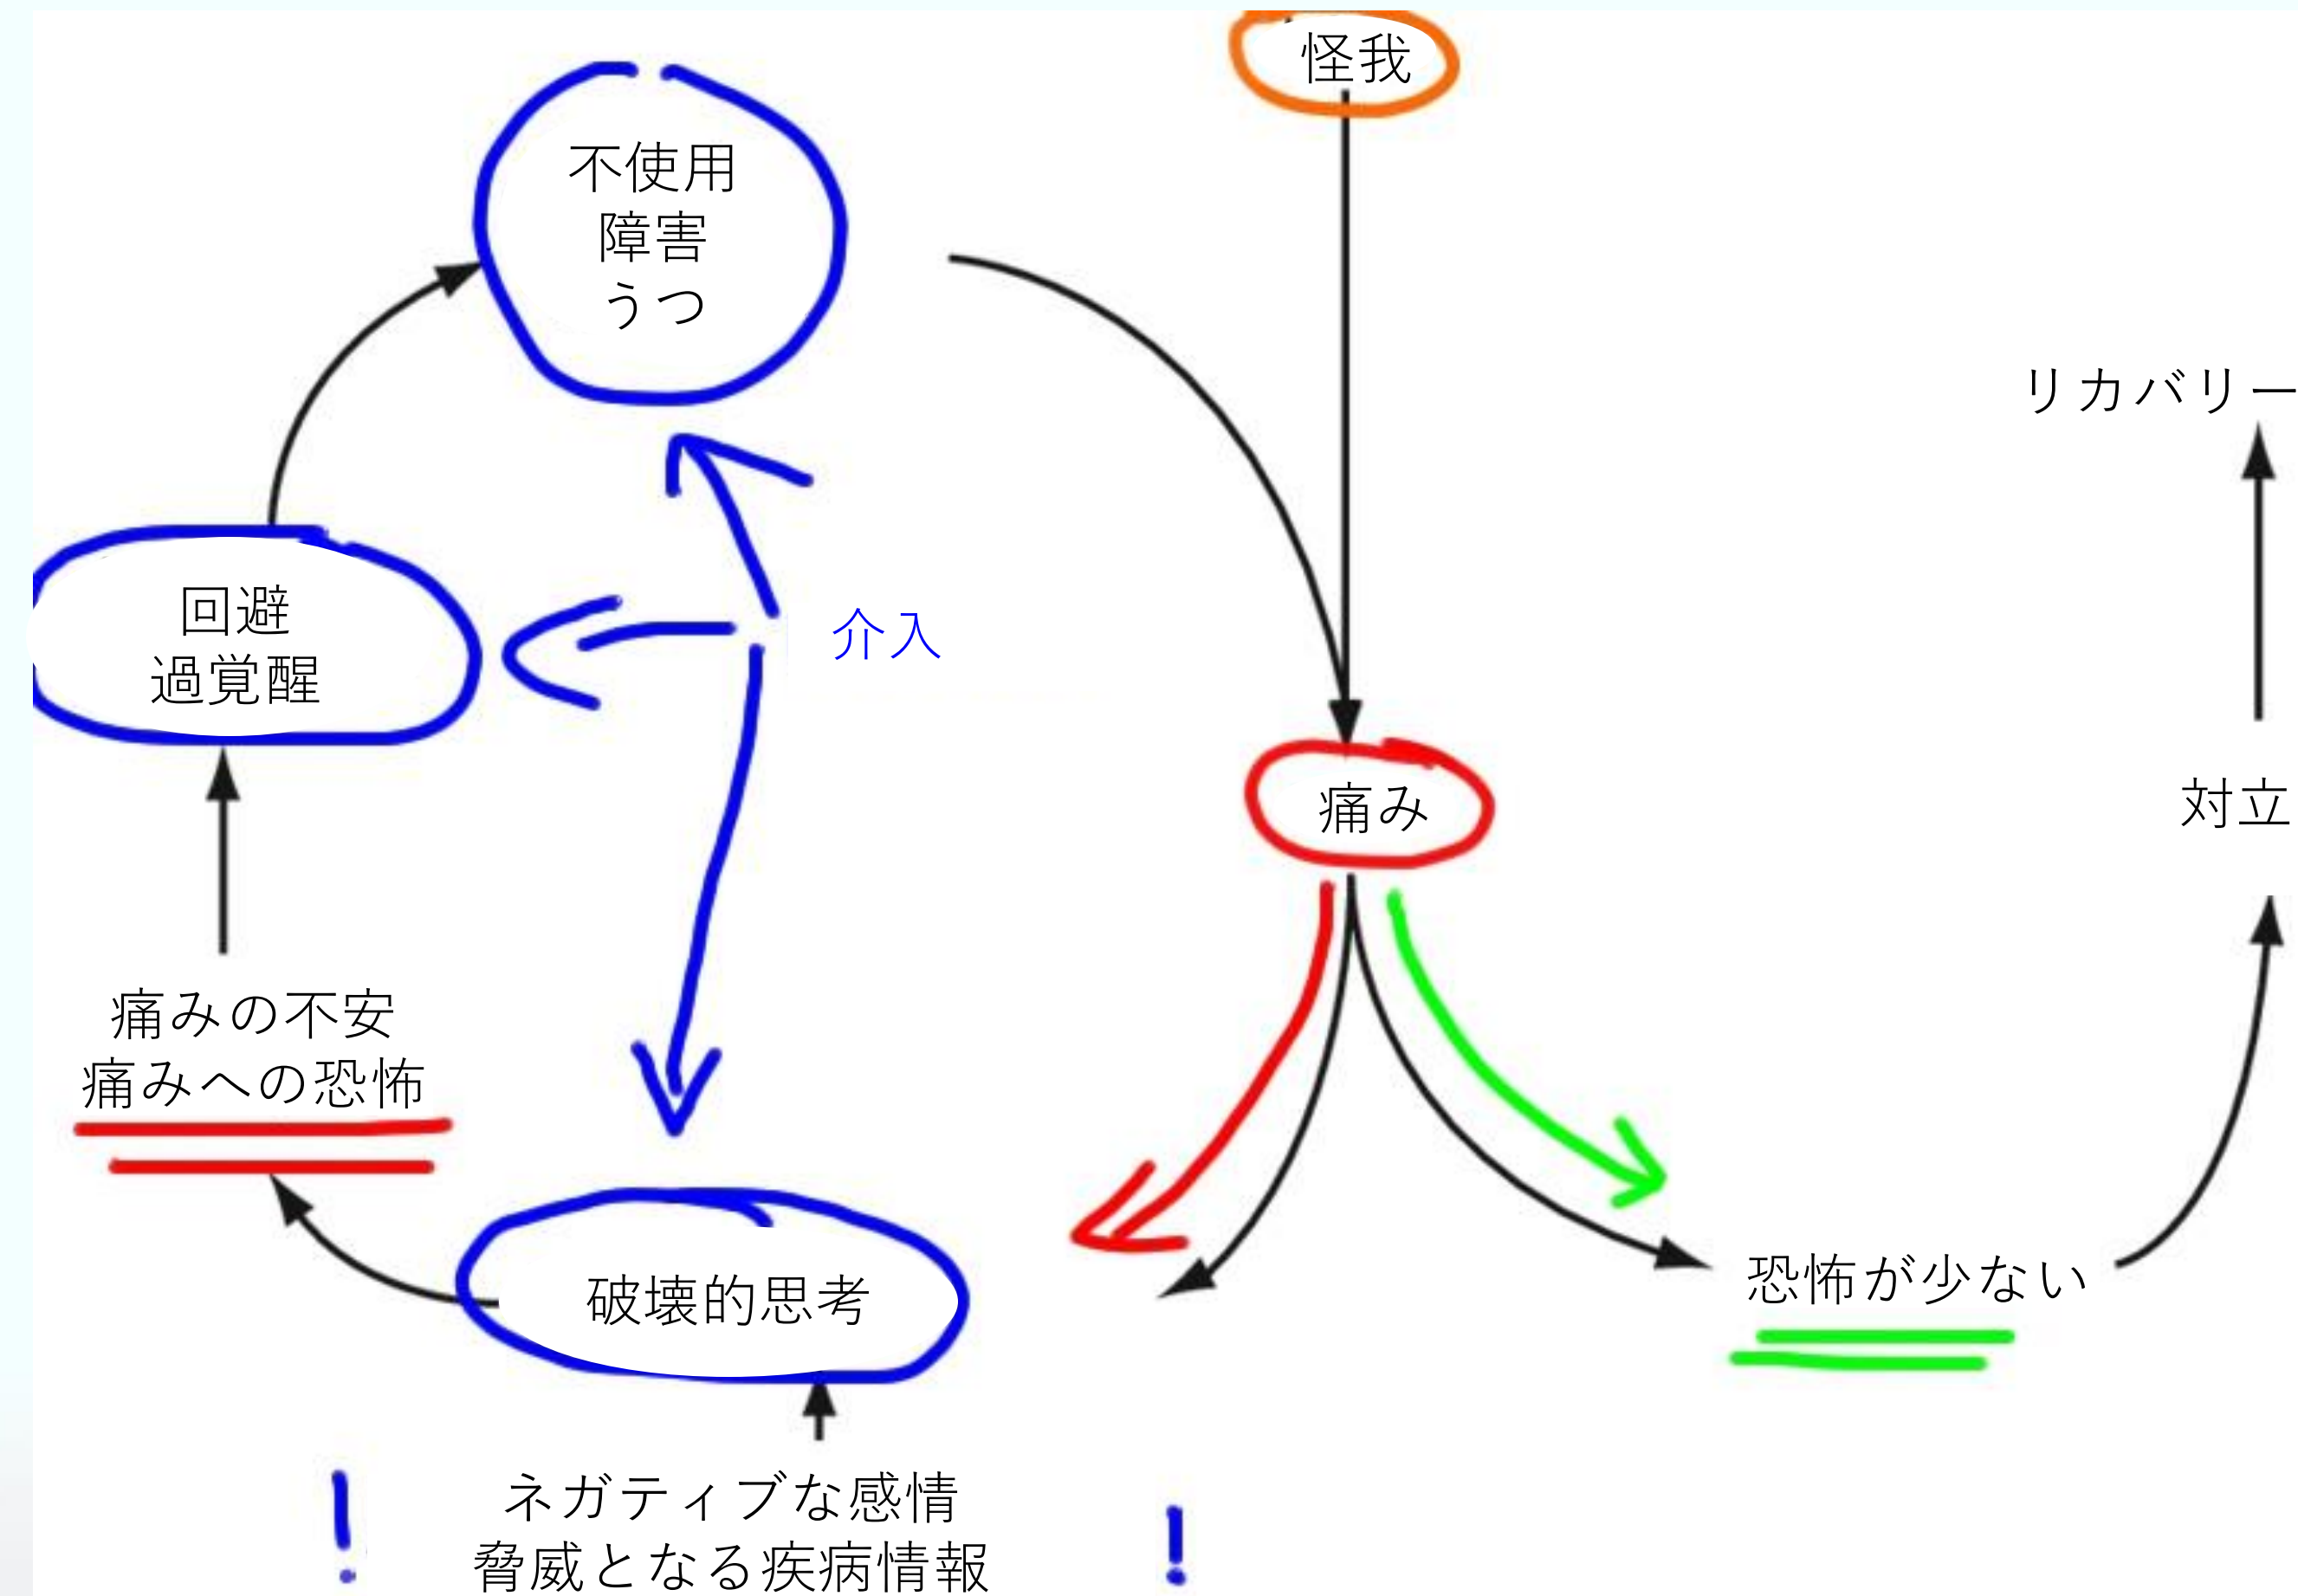 怪我
不使用
障害
うつ
リカバリー
回避
過覚醒
介入
痛み
対立
痛みの不安
痛みへの恐怖
恐怖が少ない
破壊的思考
! ネガティブな感情 !
脅威となる疾病情報